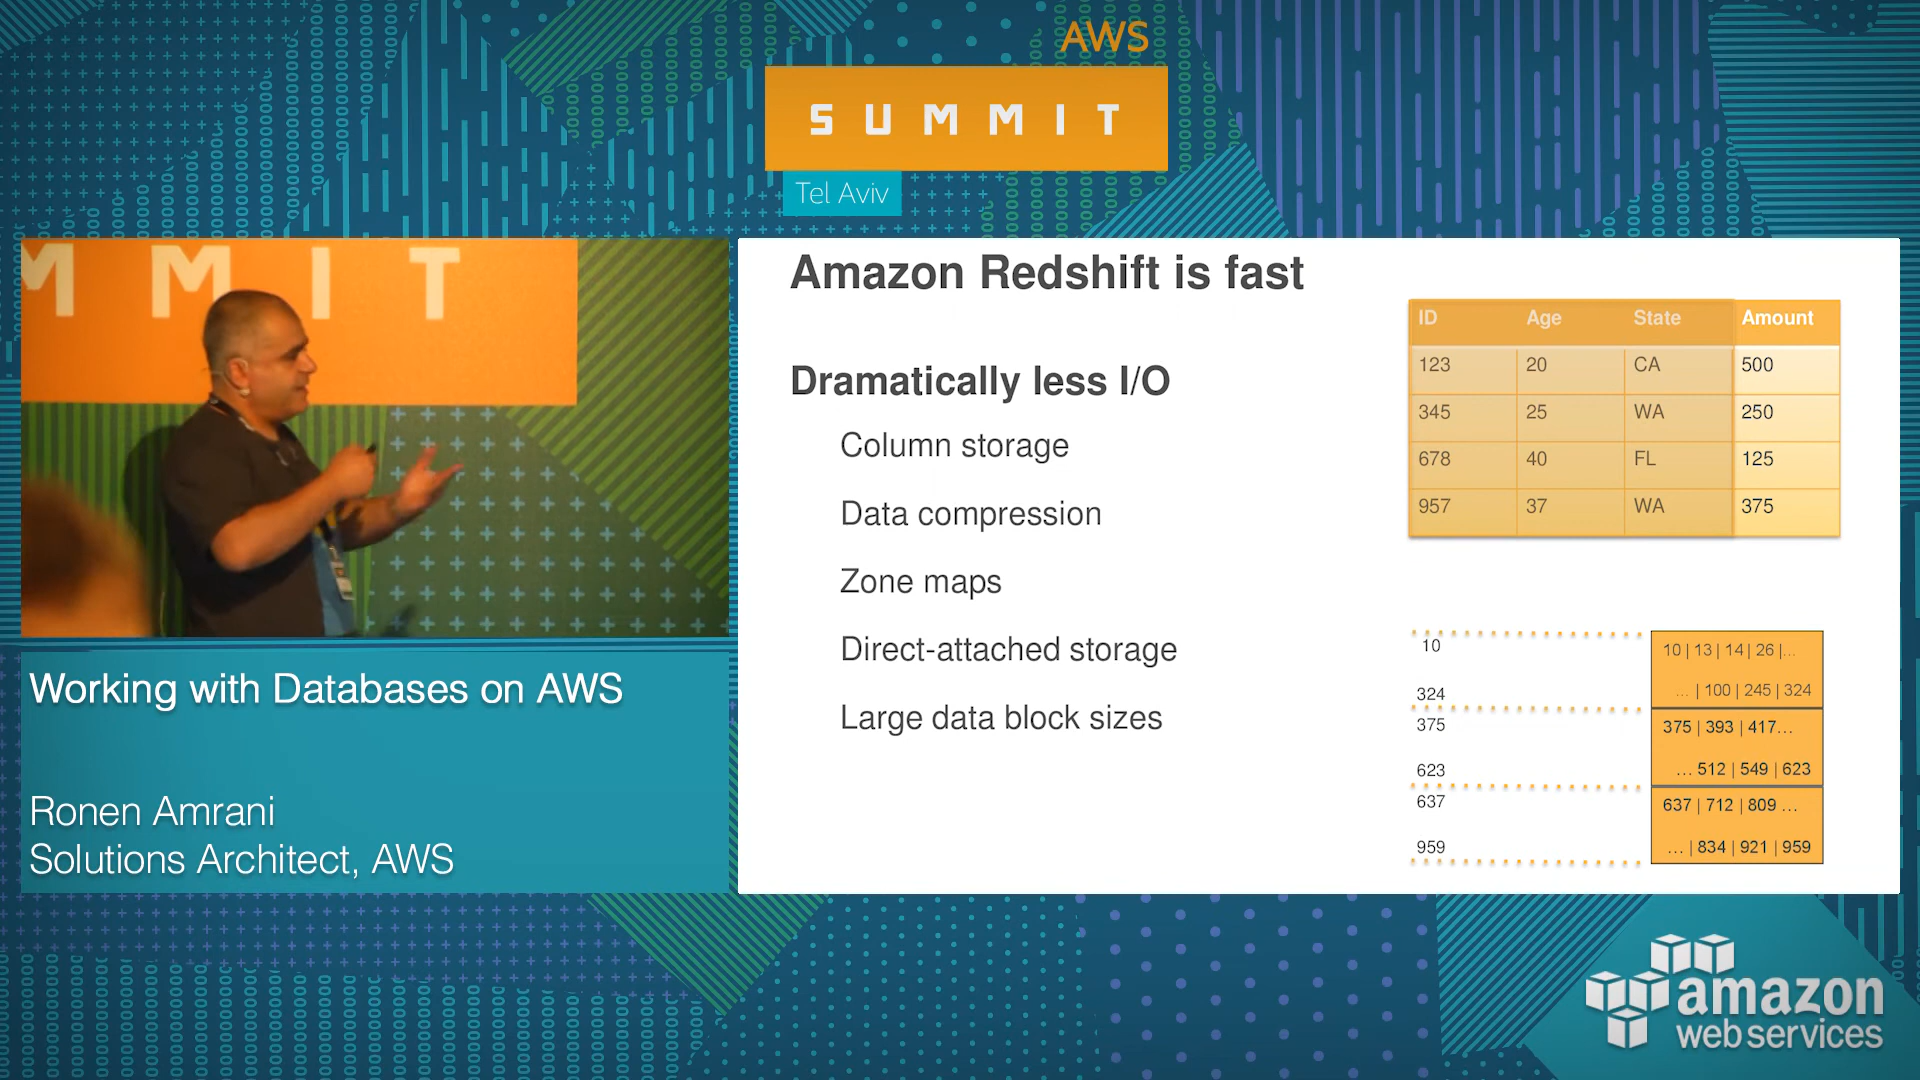 AWS
SUMMIT
Tel Aviv
MMIT
Working with Databases on AWS
Ronen Amrani
Solutions Architect, AWS
Amazon Redshift is fast
Dramatically less I/O
Column storage
Data compression
Zone maps
Direct-attached storage
Large data block sizes
ID Age State Amount
123 20 CA 500
345 25 WA 250
678 40 FL 125
957 37 WA 375
10
324
375
623
637
959
10 | 13 | 14 | 26 |...
... | 100 | 245 | 324
375 | 393 | 417...
... 512 | 549 | 623
637 | 712 | 809 ...
... | 834 | 921 | 959
amazon
web services